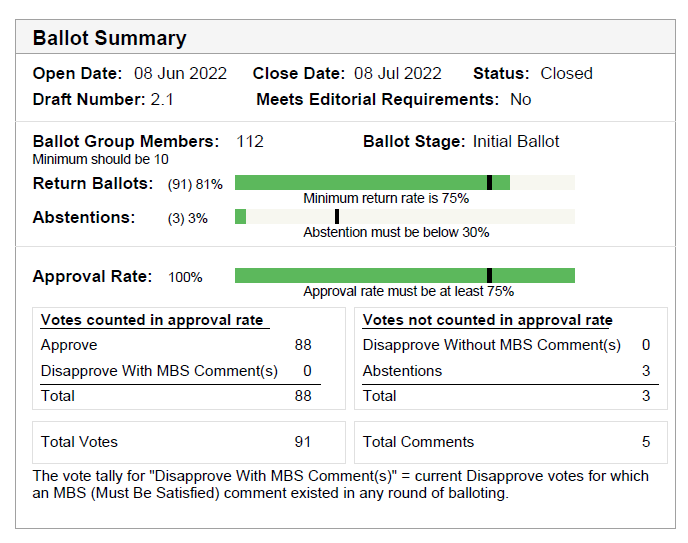 Ballot Summary
Open Date: 08 Jun 2022 Close Date: 08 Jul 2022 Status: Closed
Draft Number: 2.1 Meets Editorial Requirements: No
Ballot Group Members: 112 Ballot Stage: Initial Ballot
Minimum should be 10
Return Ballots: (91) 81%
Minimum return rate is 75%
Abstentions: (3) 3%
Abstention must be below 30%
Approval Rate: 100%
Approval rate must be at least 75%
Votes counted in approval rate
Approve 88
Disapprove With MBS Comment(s) 0
Total 88
Votes not counted in approval rate
Disapprove Without MBS Comment(s) 0
Abstentions 3
Total 3
Total Votes 91
Total Comments 5
The vote tally for "Disapprove With MBS Comment(s)" = current Disapprove votes for which
an MBS (Must Be Satisfied) comment existed in any round of balloting.